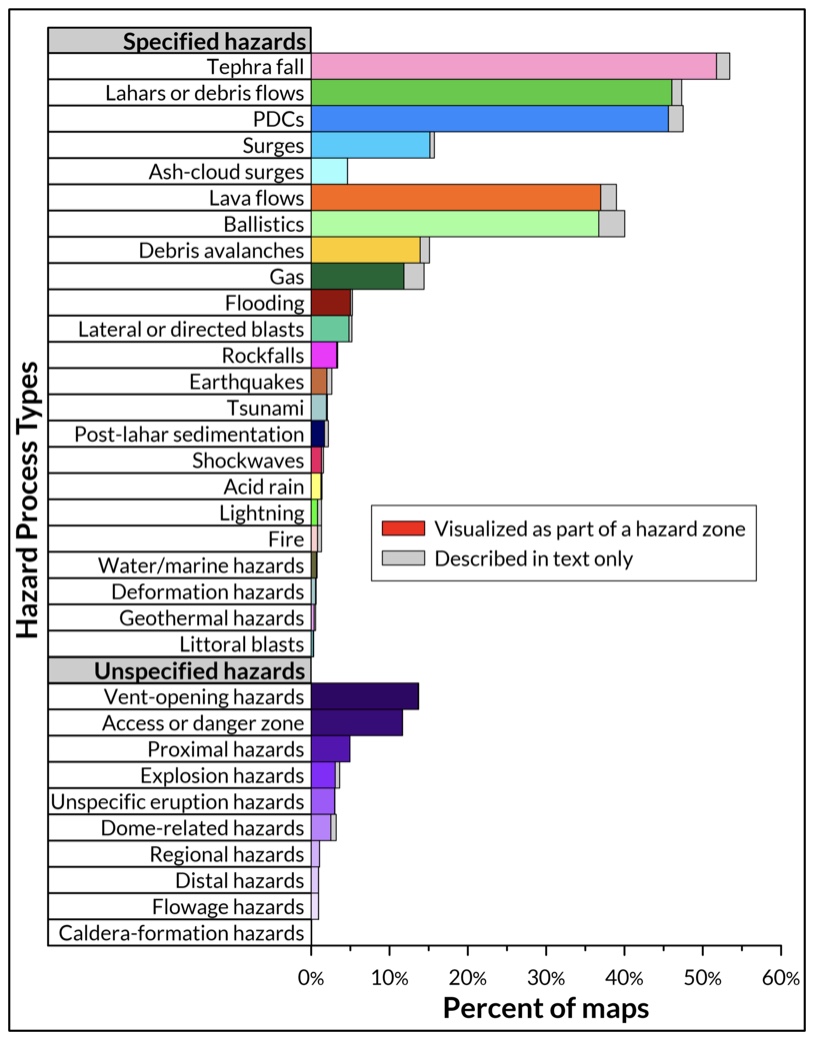 Hazard Process Types
Specified hazards
Tephra fall
Lahars or debris flows
PDCs
Surges
Ash-cloud surges
Lava flows
Ballistics
Debris avalanches
Gas
Flooding
Lateral or directed blasts
Rockfalls
Earthquakes
Tsunami
Post-lahar sedimentation
Shockwaves
Acid rain
Lightning
Fire
Water/marine hazards
Deformation hazards
Geothermal hazards
Littoral blasts
Unspecified hazards
Vent-opening hazards
Access or danger zone
Proximal hazards
Explosion hazards
Unspecific eruption hazards
Dome-related hazards
Regional hazards
Distal hazards
Flowage hazards
Caldera-formation hazards
Visualized as part of a hazard zone
Described in text only
0% 10% 20% 30% 40% 50% 60%
Percent of maps